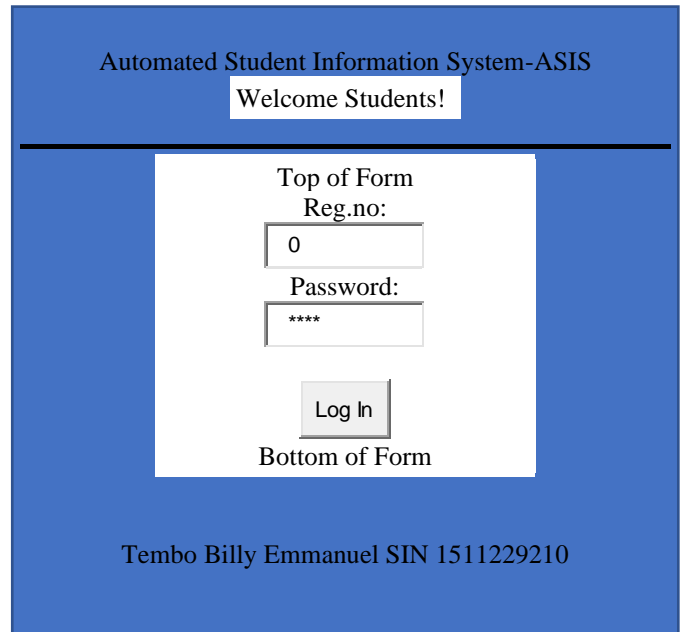 Automated Student Information System-ASIS
Welcome Students!
Top of Form
Reg.no:
0
Password:
****
Log In
Bottom of Form
Tembo Billy Emmanuel SIN 1511229210